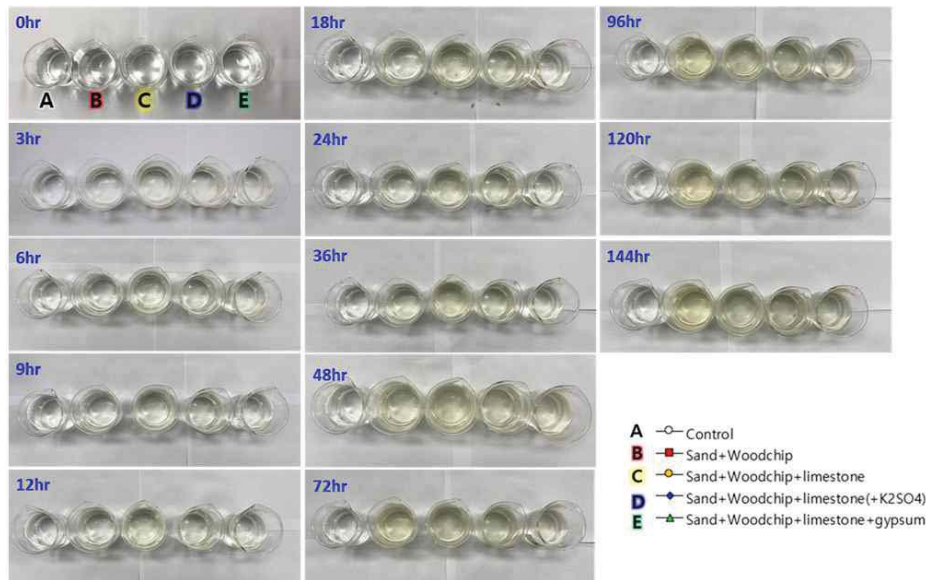 0hr
A B C D E
3hr
6hr
9hr
12hr
18hr
24hr
36hr
48hr
72hr
96hr
120hr
144hr
A Control
B Sand+Woodchip
C Sand+Woodchip+limestone
D Sand+Woodchip+limestone(+K2SO4)
E Sand+Woodchip+limestone+gypsum